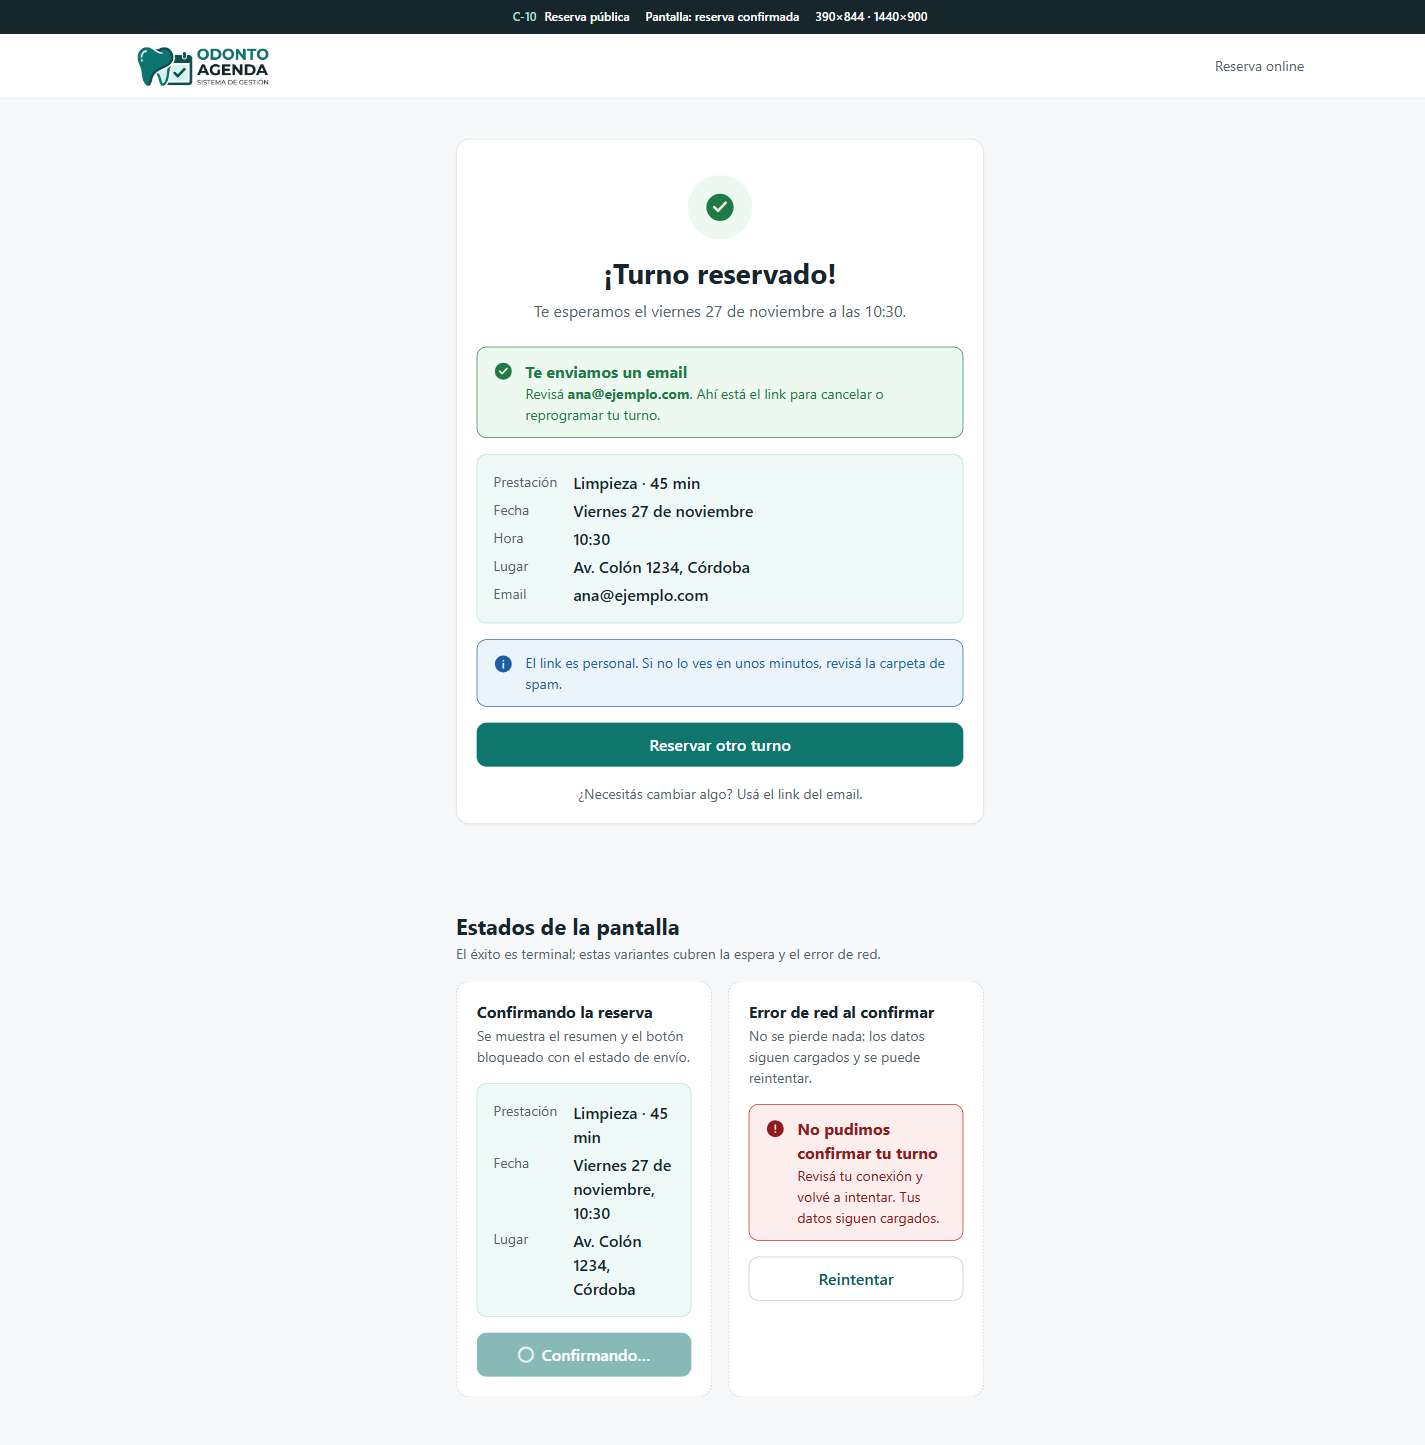 C-10 Reserva pública Pantalla: reserva confirmada 390×844 · 1440×900
ODONTO
AGENDA
SISTEMA DE GESTIÓN
Reserva online
¡Turno reservado!
Te esperamos el viernes 27 de noviembre a las 10:30.
Te enviamos un email
Revisá ana@ejemplo.com. Ahí está el link para cancelar o
reprogramar tu turno.
Prestación Limpieza · 45 min
Fecha Viernes 27 de noviembre
Hora 10:30
Lugar Av. Colón 1234, Córdoba
Email ana@ejemplo.com
El link es personal. Si no lo ves en unos minutos, revisá la carpeta de
spam.
Reservar otro turno
¿Necesitás cambiar algo? Usá el link del email.
Estados de la pantalla
El éxito es terminal; estas variantes cubren la espera y el error de red.
Confirmando la reserva
Se muestra el resumen y el botón
bloqueado con el estado de envío.
Prestación Limpieza · 45
min
Fecha Viernes 27 de
noviembre,
10:30
Lugar Av. Colón
1234,
Córdoba
Confirmando...
Error de red al confirmar
No se pierde nada: los datos
siguen cargados y se puede
reintentar.
No pudimos
confirmar tu turno
Revisá tu conexión y
volvé a intentar. Tus
datos siguen cargados.
Reintentar